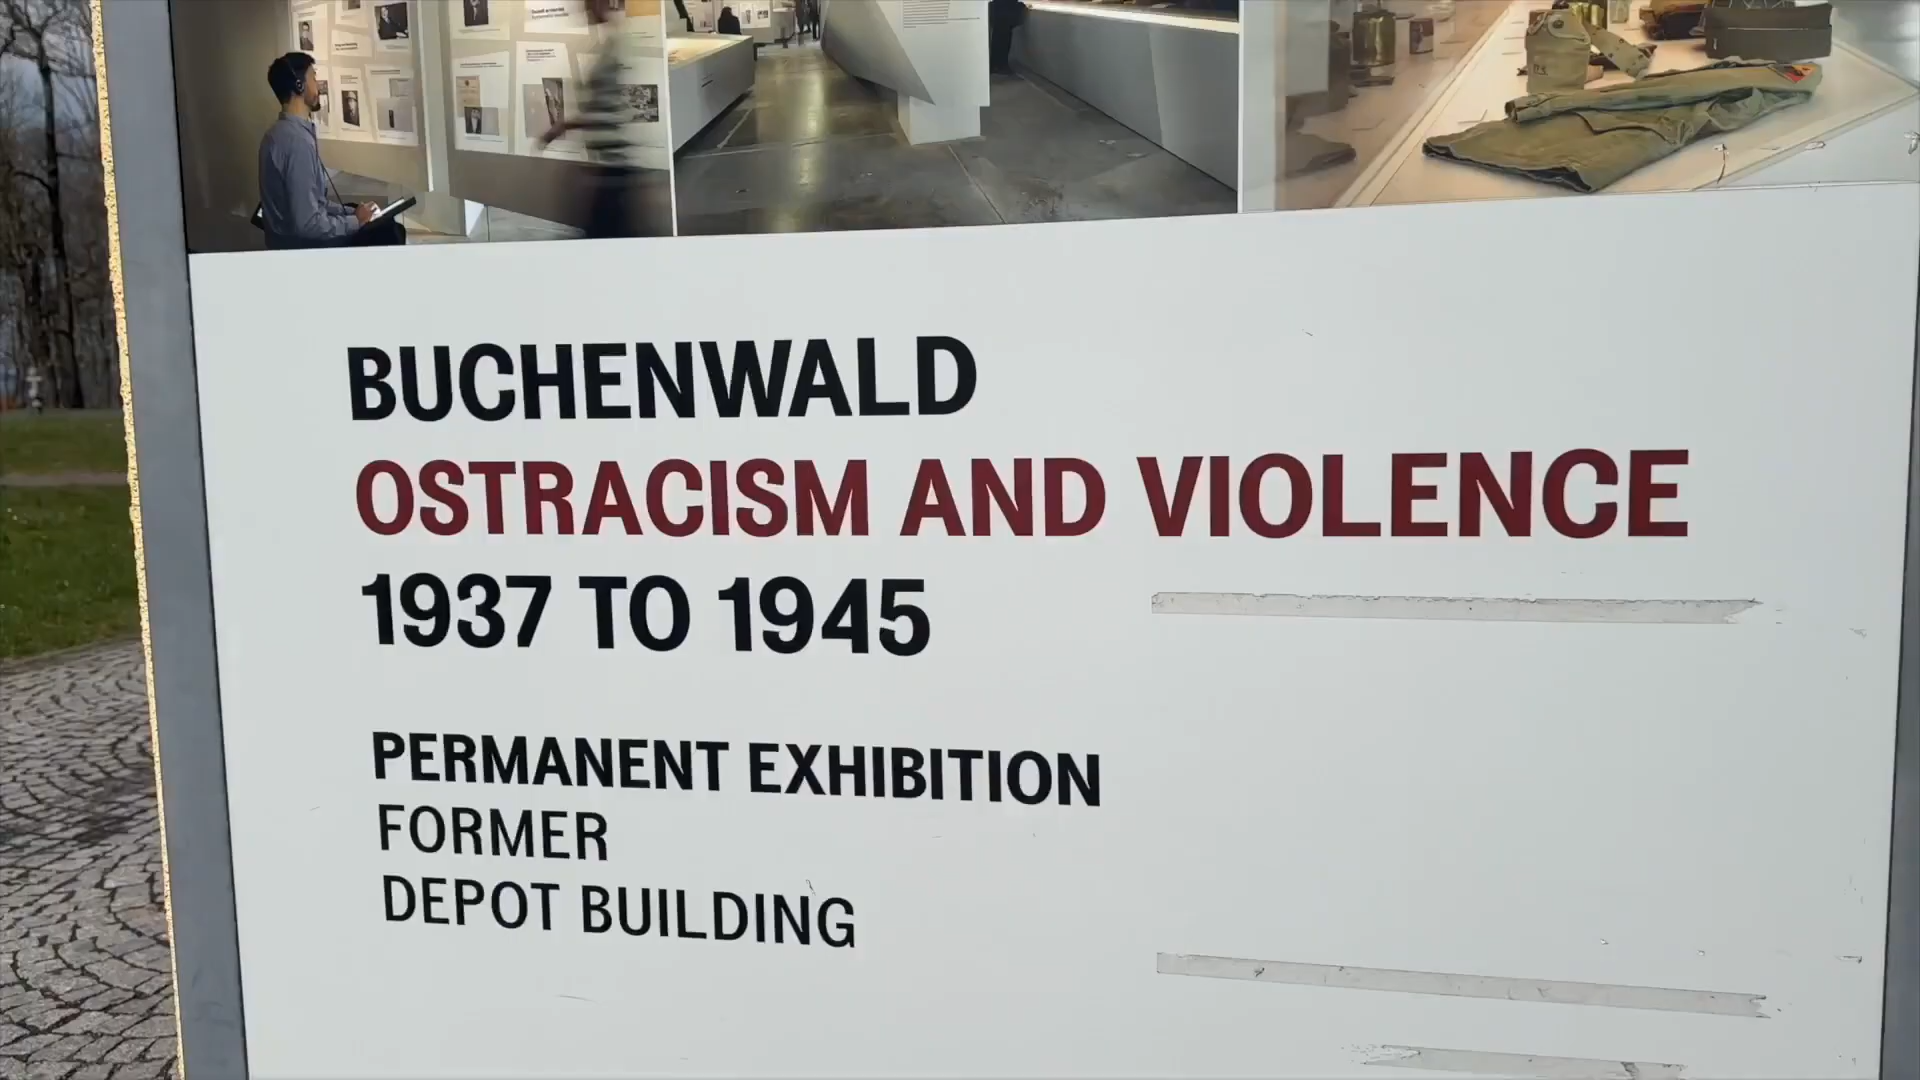 BUCHENWALD
OSTRACISM AND VIOLENCE
1937 TO 1945
PERMANENT EXHIBITION
FORMER
DEPOT BUILDING